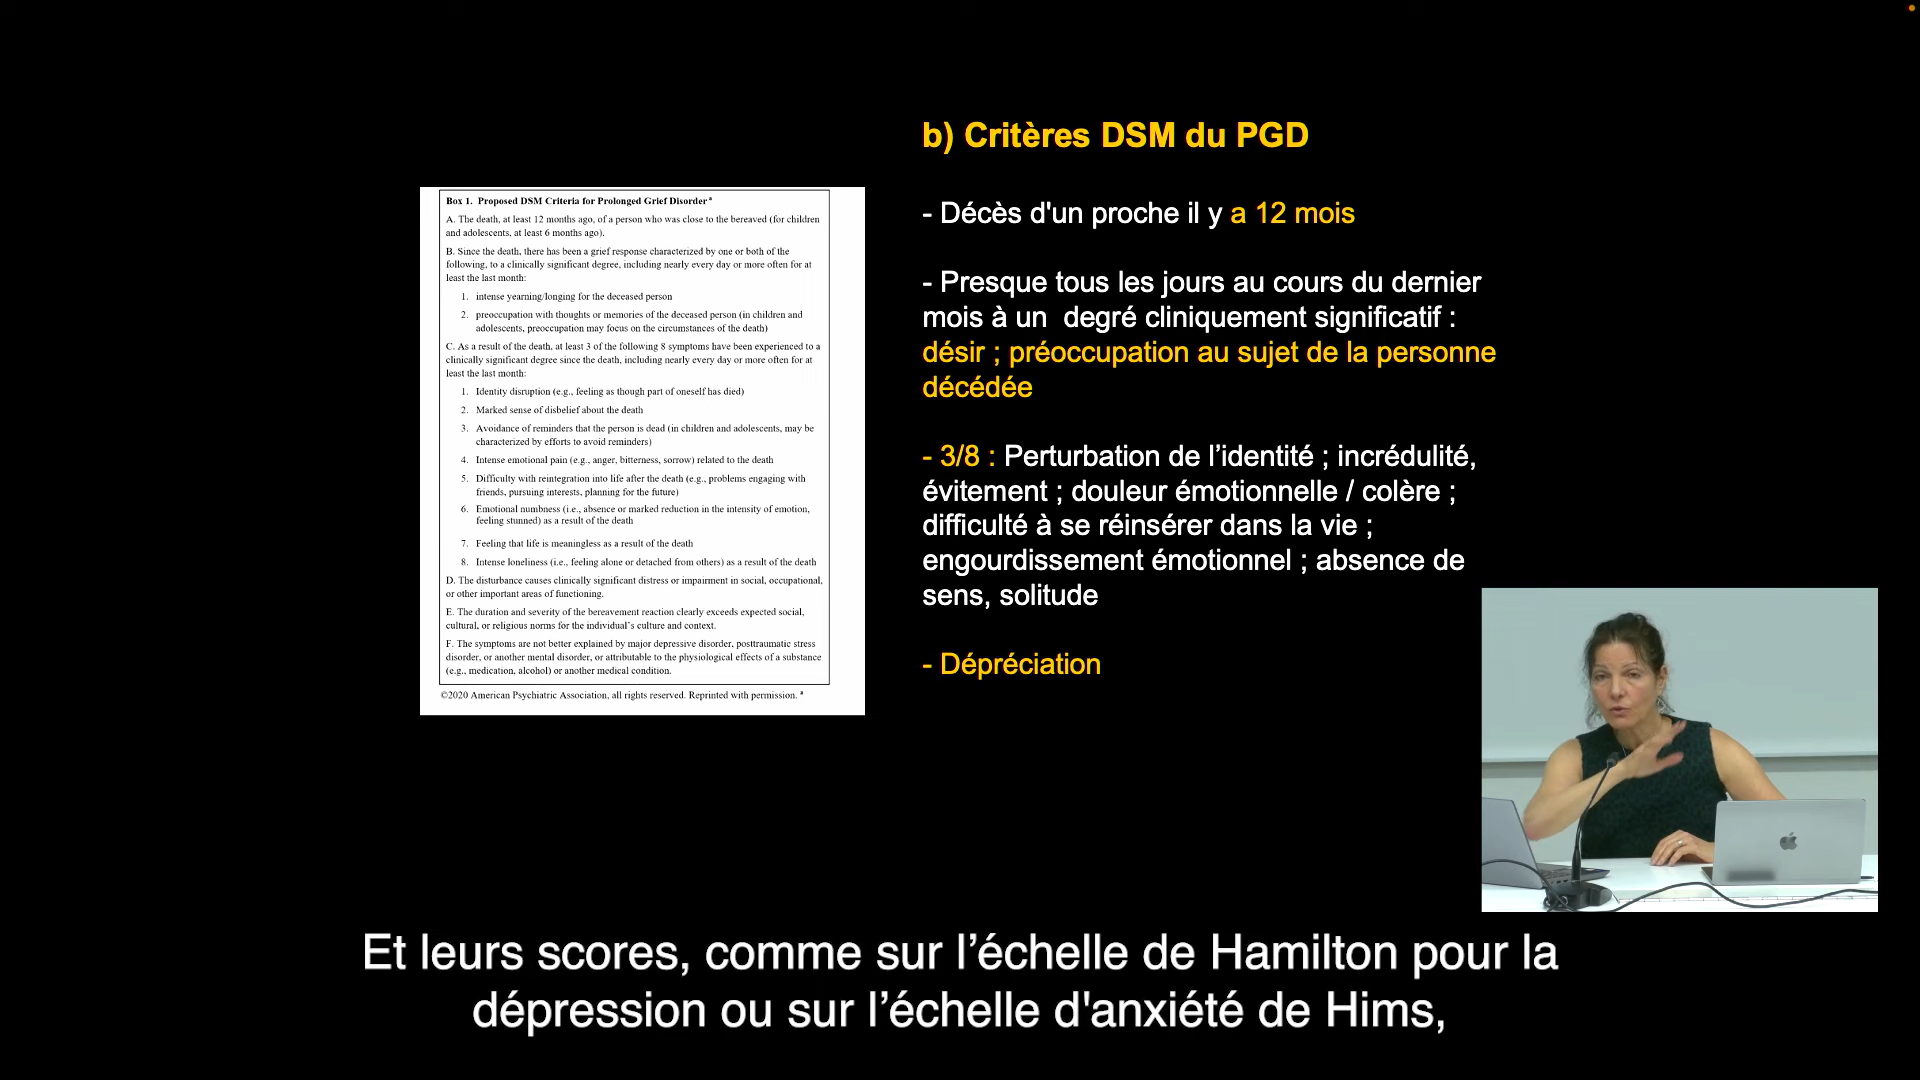 Box 1. Proposed DSM Criteria for Prolonged Grief Disorder a
A. The death, at least 12 months ago, of a person who was close to the bereaved (for children
and adolescents, at least 6 months ago).
B. Since the death, there has been a grief response characterized by one or both of the
following, to a clinically significant degree, including nearly every day or more often for at
least the last month:
1. intense yearning/longing for the deceased person
2. preoccupation with thoughts or memories of the deceased person (in children and
adolescents, preoccupation may focus on the circumstances of the death)
C. As a result of the death, at least 3 of the following 8 symptoms have been experienced to a
clinically significant degree since the death, including nearly every day or more often for at
least the last month:
1. Identity disruption (e.g., feeling as though part of oneself has died)
2. Marked sense of disbelief about the death
3. Avoidance of reminders that the person is dead (in children and adolescents, may be
characterized by efforts to avoid reminders)
4. Intense emotional pain (e.g., anger, bitterness, sorrow) related to the death
5. Difficulty with reintegration into life after the death (e.g., problems engaging with
friends, pursuing interests, planning for the future)
6. Emotional numbness (i.e., absence or marked reduction in the intensity of emotion,
feeling stunned) as a result of the death
7. Feeling that life is meaningless as a result of the death
8. Intense loneliness (i.e., feeling alone or detached from others) as a result of the death
D. The disturbance causes clinically significant distress or impairment in social, occupational,
or other important areas of functioning.
E. The duration and severity of the bereavement reaction clearly exceeds expected social,
cultural, or religious norms for the individual's culture and context.
F. The symptoms are not better explained by major depressive disorder, posttraumatic stress
disorder, or another mental disorder, or attributable to the physiological effects of a substance
(e.g., medication, alcohol) or another medical condition.
©2020 American Psychiatric Association, all rights reserved. Reprinted with permission. a
b) Critères DSM du PGD
- Décès d'un proche il y a 12 mois
- Presque tous les jours au cours du dernier
mois à un  degré cliniquement significatif :
désir ; préoccupation au sujet de la personne
décédée
- 3/8 : Perturbation de l’identité ; incrédulité,
évitement ; douleur émotionnelle / colère ;
difficulté à se réinsérer dans la vie ;
engourdissement émotionnel ; absence de
sens, solitude
- Dépréciation
Et leurs scores, comme sur l’échelle de Hamilton pour la
dépression ou sur l’échelle d'anxiété de Hims,